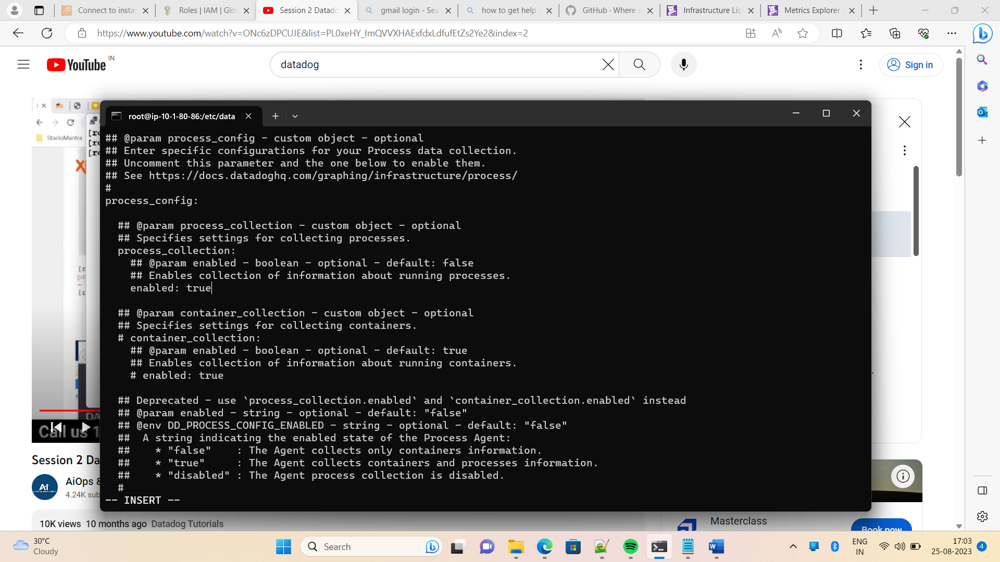 Connect to insta
Roles | IAM | Glo
Session 2 Datado
gmail login - Sea
how to get help i
GitHub · Where s
Infrastructure Lis
Metrics Explorer
https://www.youtube.com/watch?v=ONc6zDPCUJE&list=PL0xeHY_ImQVVXHAExfdxLdfufEtZs2Ye2&index=2
YouTube IN
datadog
Sign in
StocksMantra
root@ip-10-1-80-86:/etc/data
## @param process_config - custom object - optional
## Enter specific configurations for your Process data collection.
## Uncomment this parameter and the one below to enable them.
## See https://docs.datadoghq.com/graphing/infrastructure/process/
#
process_config:
## @param process_collection - custom object - optional
## Specifies settings for collecting processes.
process_collection:
## @param enabled - boolean - optional - default: false
## Enables collection of information about running processes.
enabled: true
## @param container_collection - custom object - optional
## Specifies settings for collecting containers.
# container_collection:
## @param enabled - boolean - optional - default: true
## Enables collection of information about running containers.
# enabled: true
## Deprecated - use `process_collection.enabled` and `container_collection.enabled` instead
## @param enabled - string - optional - default: "false"
## @env DD_PROCESS_CONFIG_ENABLED - string - optional - default: "false"
##  A string indicating the enabled state of the Process Agent:
##    * "false"    : The Agent collects only containers information.
##    * "true"     : The Agent collects containers and processes information.
##    * "disabled" : The Agent process collection is disabled.
#
-- INSERT --
DA
Call us 1
Session 2 Da
AiOps &
4.24K sub
10K views 10 months ago Datadog Tutorials
Masterclass
Book now
30°C
Cloudy
Search
ENG
IN
17:03
25-08-2023
4